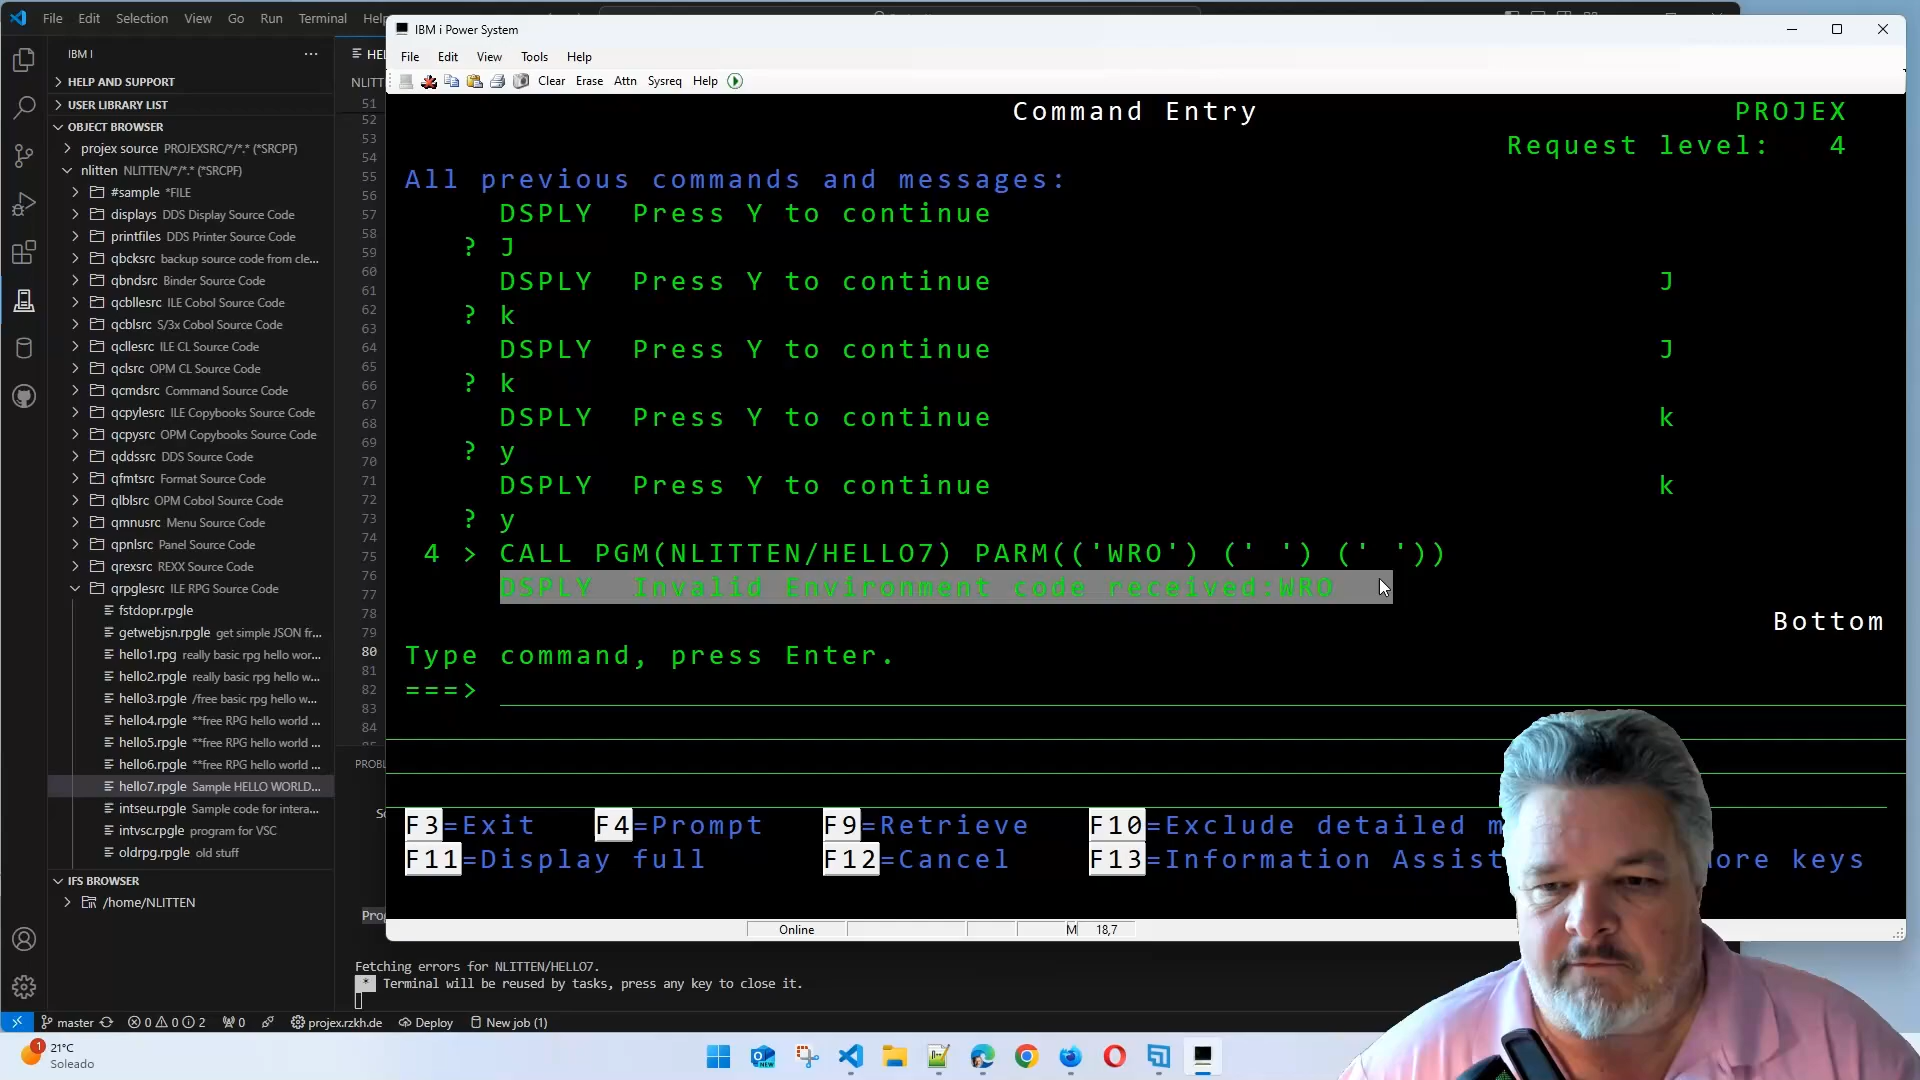 File Edit Selection View Go Run Terminal Help
IBM i Power System
IBM I
File Edit View Tools Help
Clear Erase Attn Sysreq Help
HELP AND SUPPORT
USER LIBRARY LIST
OBJECT BROWSER
projex source PROJEXSRC/*/*.* (*SRCPF)
nlitten NLITTEN/*/*.* (*SRCPF)
#sample *FILE
displays DDS Display Source Code
printfiles DDS Printer Source Code
qbcksrc backup source code from cle...
qbndsrc Binder Source Code
qcbllesrc ILE Cobol Source Code
qcblsrc S/3x Cobol Source Code
qcllesrc ILE CL Source Code
qclsrc OPM CL Source Code
qcmdsrc Command Source Code
qcpylesrc ILE Copybooks Source Code
qcpysrc OPM Copybooks Source Code
qddssrc DDS Source Code
qfmtsrc Format Source Code
qlblsrc OPM Cobol Source Code
qmnusrc Menu Source Code
qpnlsrc Panel Source Code
qrexsrc REXX Source Code
qrpglesrc ILE RPG Source Code
fstdopr.rpgle
getwebjsn.rpgle get simple JSON fr...
hello1.rpg really basic rpg hello wor...
hello2.rpgle really basic rpg hello w...
hello3.rpgle /free basic rpg hello w...
hello4.rpgle **free RPG hello world ...
hello5.rpgle **free RPG hello world ...
hello6.rpgle **free RPG hello world ...
hello7.rpgle Sample HELLO WORLD...
intseu.rpgle Sample code for intera...
intvsc.rpgle program for VSC
oldrpg.rpgle old stuff
IFS BROWSER
/home/NLITTEN
51
52
53
54
55
56
57
58
59
60
61
62
63
64
65
66
67
68
69
70
71
72
73
74
75
76
77
78
79
80
81
82
83
84
Command Entry PROJEX
Request level: 4
All previous commands and messages:
DSPLY Press Y to continue
? J
DSPLY Press Y to continue J
? k
DSPLY Press Y to continue J
? k
DSPLY Press Y to continue k
? y
DSPLY Press Y to continue k
? y
4 > CALL PGM(NLITTEN/HELLO7) PARM(('WRO') (' ') (' '))
DSPLY Invalid Environment code received:WRO
Bottom
Type command, press Enter.
===>
F3=Exit F4=Prompt F9=Retrieve F10=Exclude detailed m
F11=Display full F12=Cancel F13=Information Assist ore keys
Online M 18,7
Fetching errors for NLITTEN/HELLO7.
* Terminal will be reused by tasks, press any key to close it.
master 0 0 2 0 projex.rzkh.de Deploy New job (1)
1
21°C
Soleado